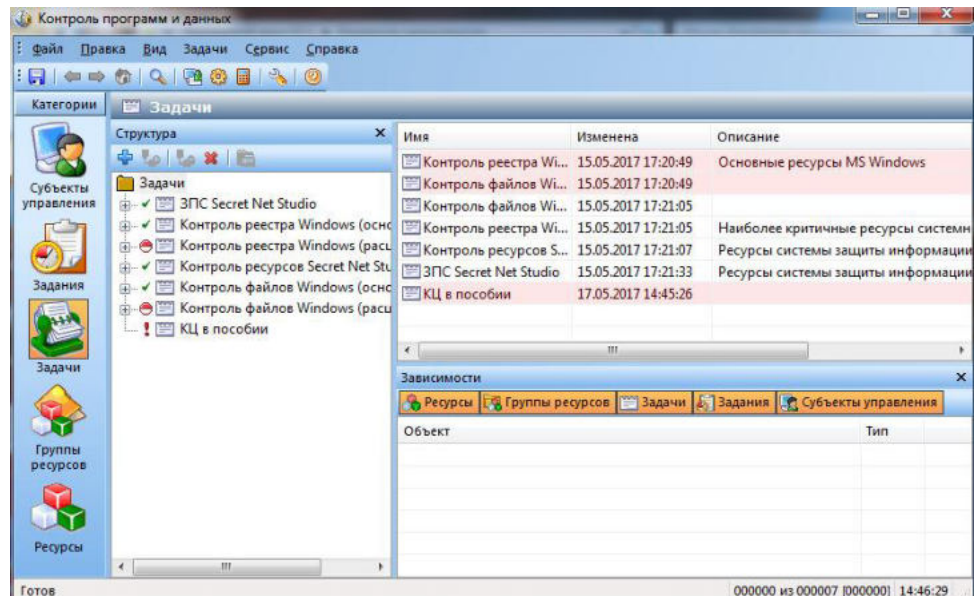 Контроль программ и данных
Файл Правка Вид Задачи Сервис Справка
Категории
Задачи
Субъекты
управления
Задания
Задачи
Группы
ресурсов
Ресурсы
Структура
Задачи
ЗПС Secret Net Studio
Контроль реестра Windows (осно
Контроль реестра Windows (расш
Контроль ресурсов Secret Net Stu
Контроль файлов Windows (осно
Контроль файлов Windows (расш
КЦ в пособии
Имя Изменена Описание
Контроль реестра Wi... 15.05.2017 17:20:49 Основные ресурсы MS Windows
Контроль файлов Wi... 15.05.2017 17:20:49
Контроль файлов Wi... 15.05.2017 17:21:05
Контроль реестра Wi... 15.05.2017 17:21:05 Наиболее критичные ресурсы системн
Контроль ресурсов S... 15.05.2017 17:21:07 Ресурсы системы защиты информации
ЗПС Secret Net Studio 15.05.2017 17:21:33 Ресурсы системы защиты информации
КЦ в пособии 17.05.2017 14:45:26
Зависимости
Ресурсы Группы ресурсов Задачи Задания Субъекты управления
Объект Тип
Готов 000000 из 000007 [000000] 14:46:29